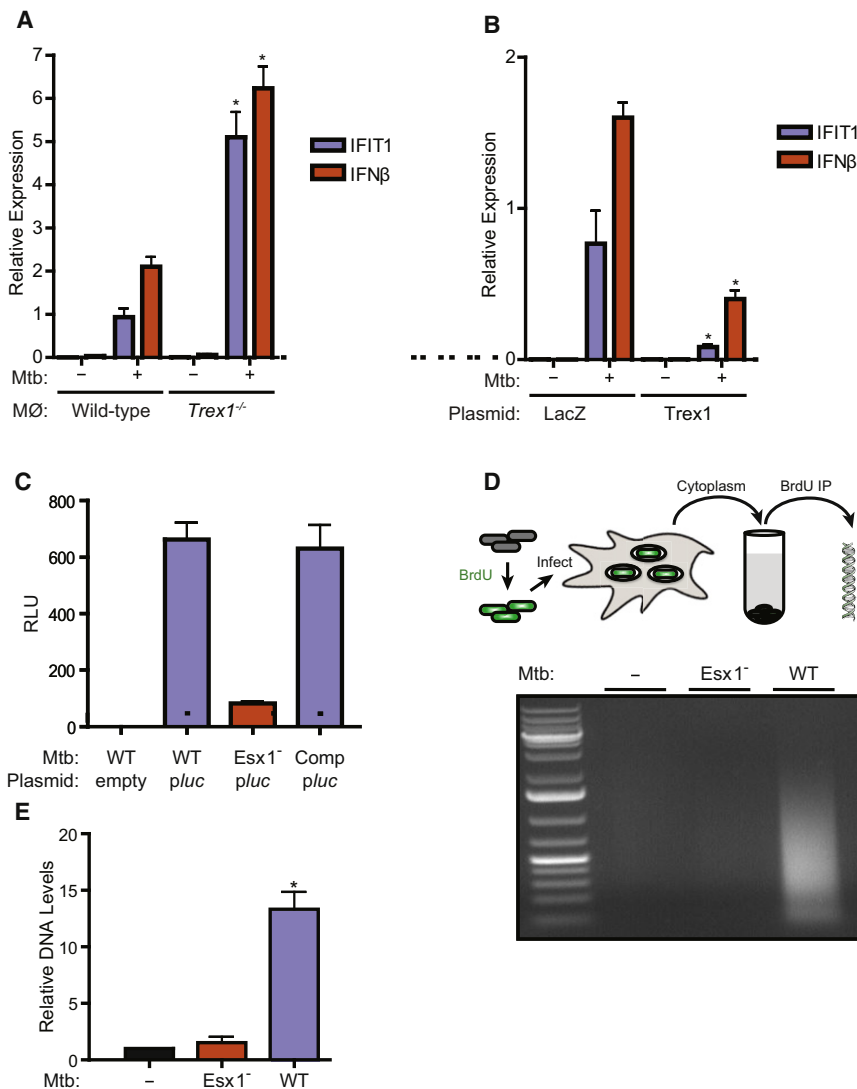 A
7
6
5
4
3
2
1
0
Relative Expression
* *
IFIT1
IFNβ
Mtb: − + − +
MØ: Wild-type Trex1-/-
B
2
1
0
Relative Expression
* *
IFIT1
IFNβ
Mtb: − + − +
Plasmid: LacZ Trex1
C
800
600
400
200
0
RLU
Mtb: WT WT Esx1- Comp
Plasmid: empty pluc pluc pluc
D
Cytoplasm BrdU IP
BrdU Infect
Mtb: − Esx1- WT
E
20
15
10
5
0
Relative DNA Levels
*
Mtb: − Esx1- WT